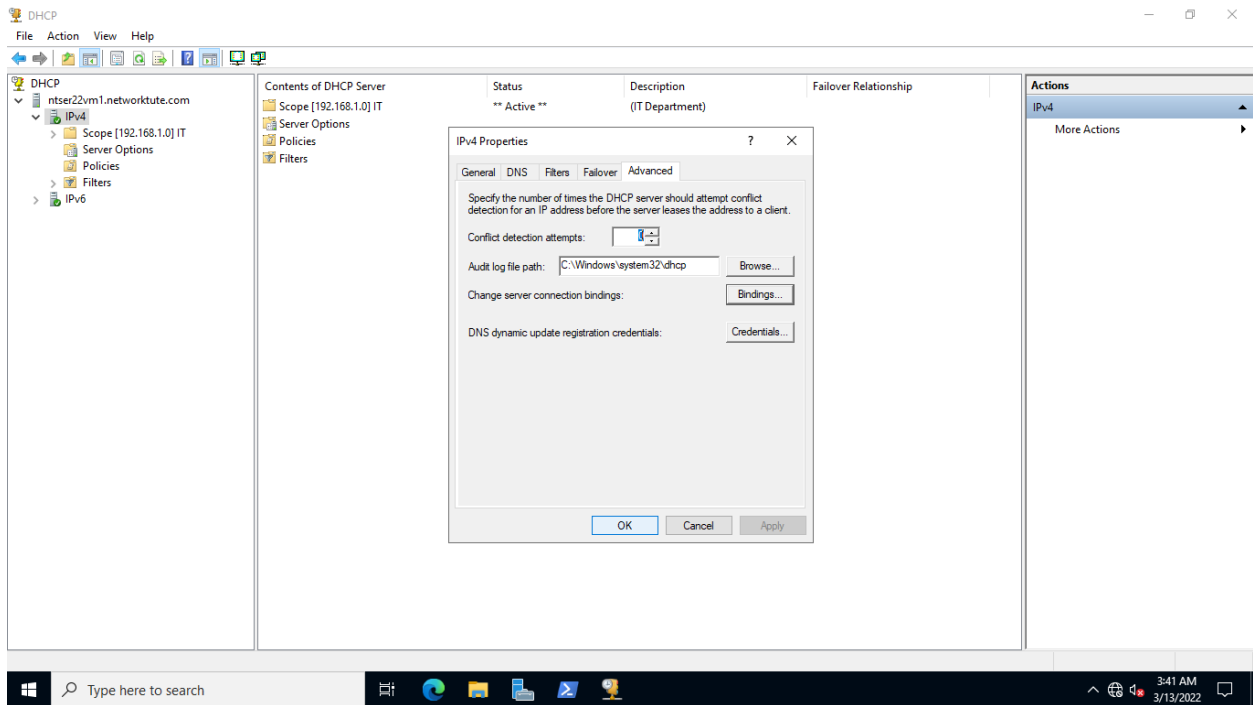 DHCP
File Action View Help
DHCP
ntser22vm1.networktute.com
IPv4
Scope [192.168.1.0] IT
Server Options
Policies
Filters
IPv6
Contents of DHCP Server Status Description Failover Relationship
Scope [192.168.1.0] IT ** Active ** (IT Department)
Server Options
Policies
Filters
IPv4 Properties
General DNS Filters Failover Advanced
Specify the number of times the DHCP server should attempt conflict
detection for an IP address before the server leases the address to a client.
Conflict detection attempts:
Audit log file path: C:\Windows\system32\dhcp Browse...
Change server connection bindings: Bindings...
DNS dynamic update registration credentials: Credentials...
OK Cancel Apply
Actions
IPv4
More Actions
Type here to search
3:41 AM
3/13/2022